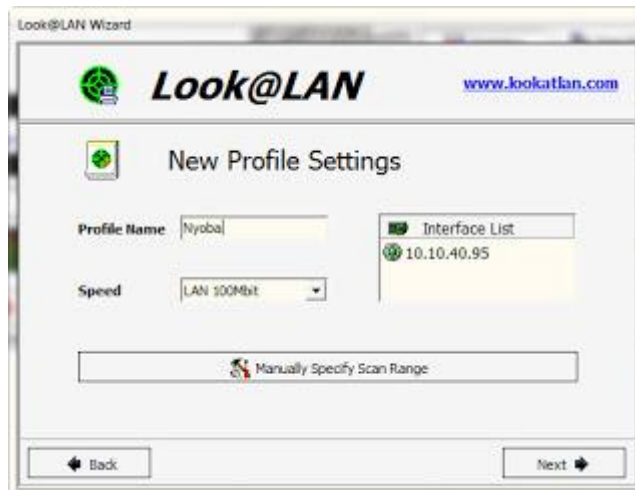 Look@LAN Wizard
Look@LAN
www.lookatlan.com
New Profile Settings
Profile Name
Nyoba
Interface List
10.10.40.95
Speed
LAN 100Mbit
Manually Specify Scan Range
Back
Next